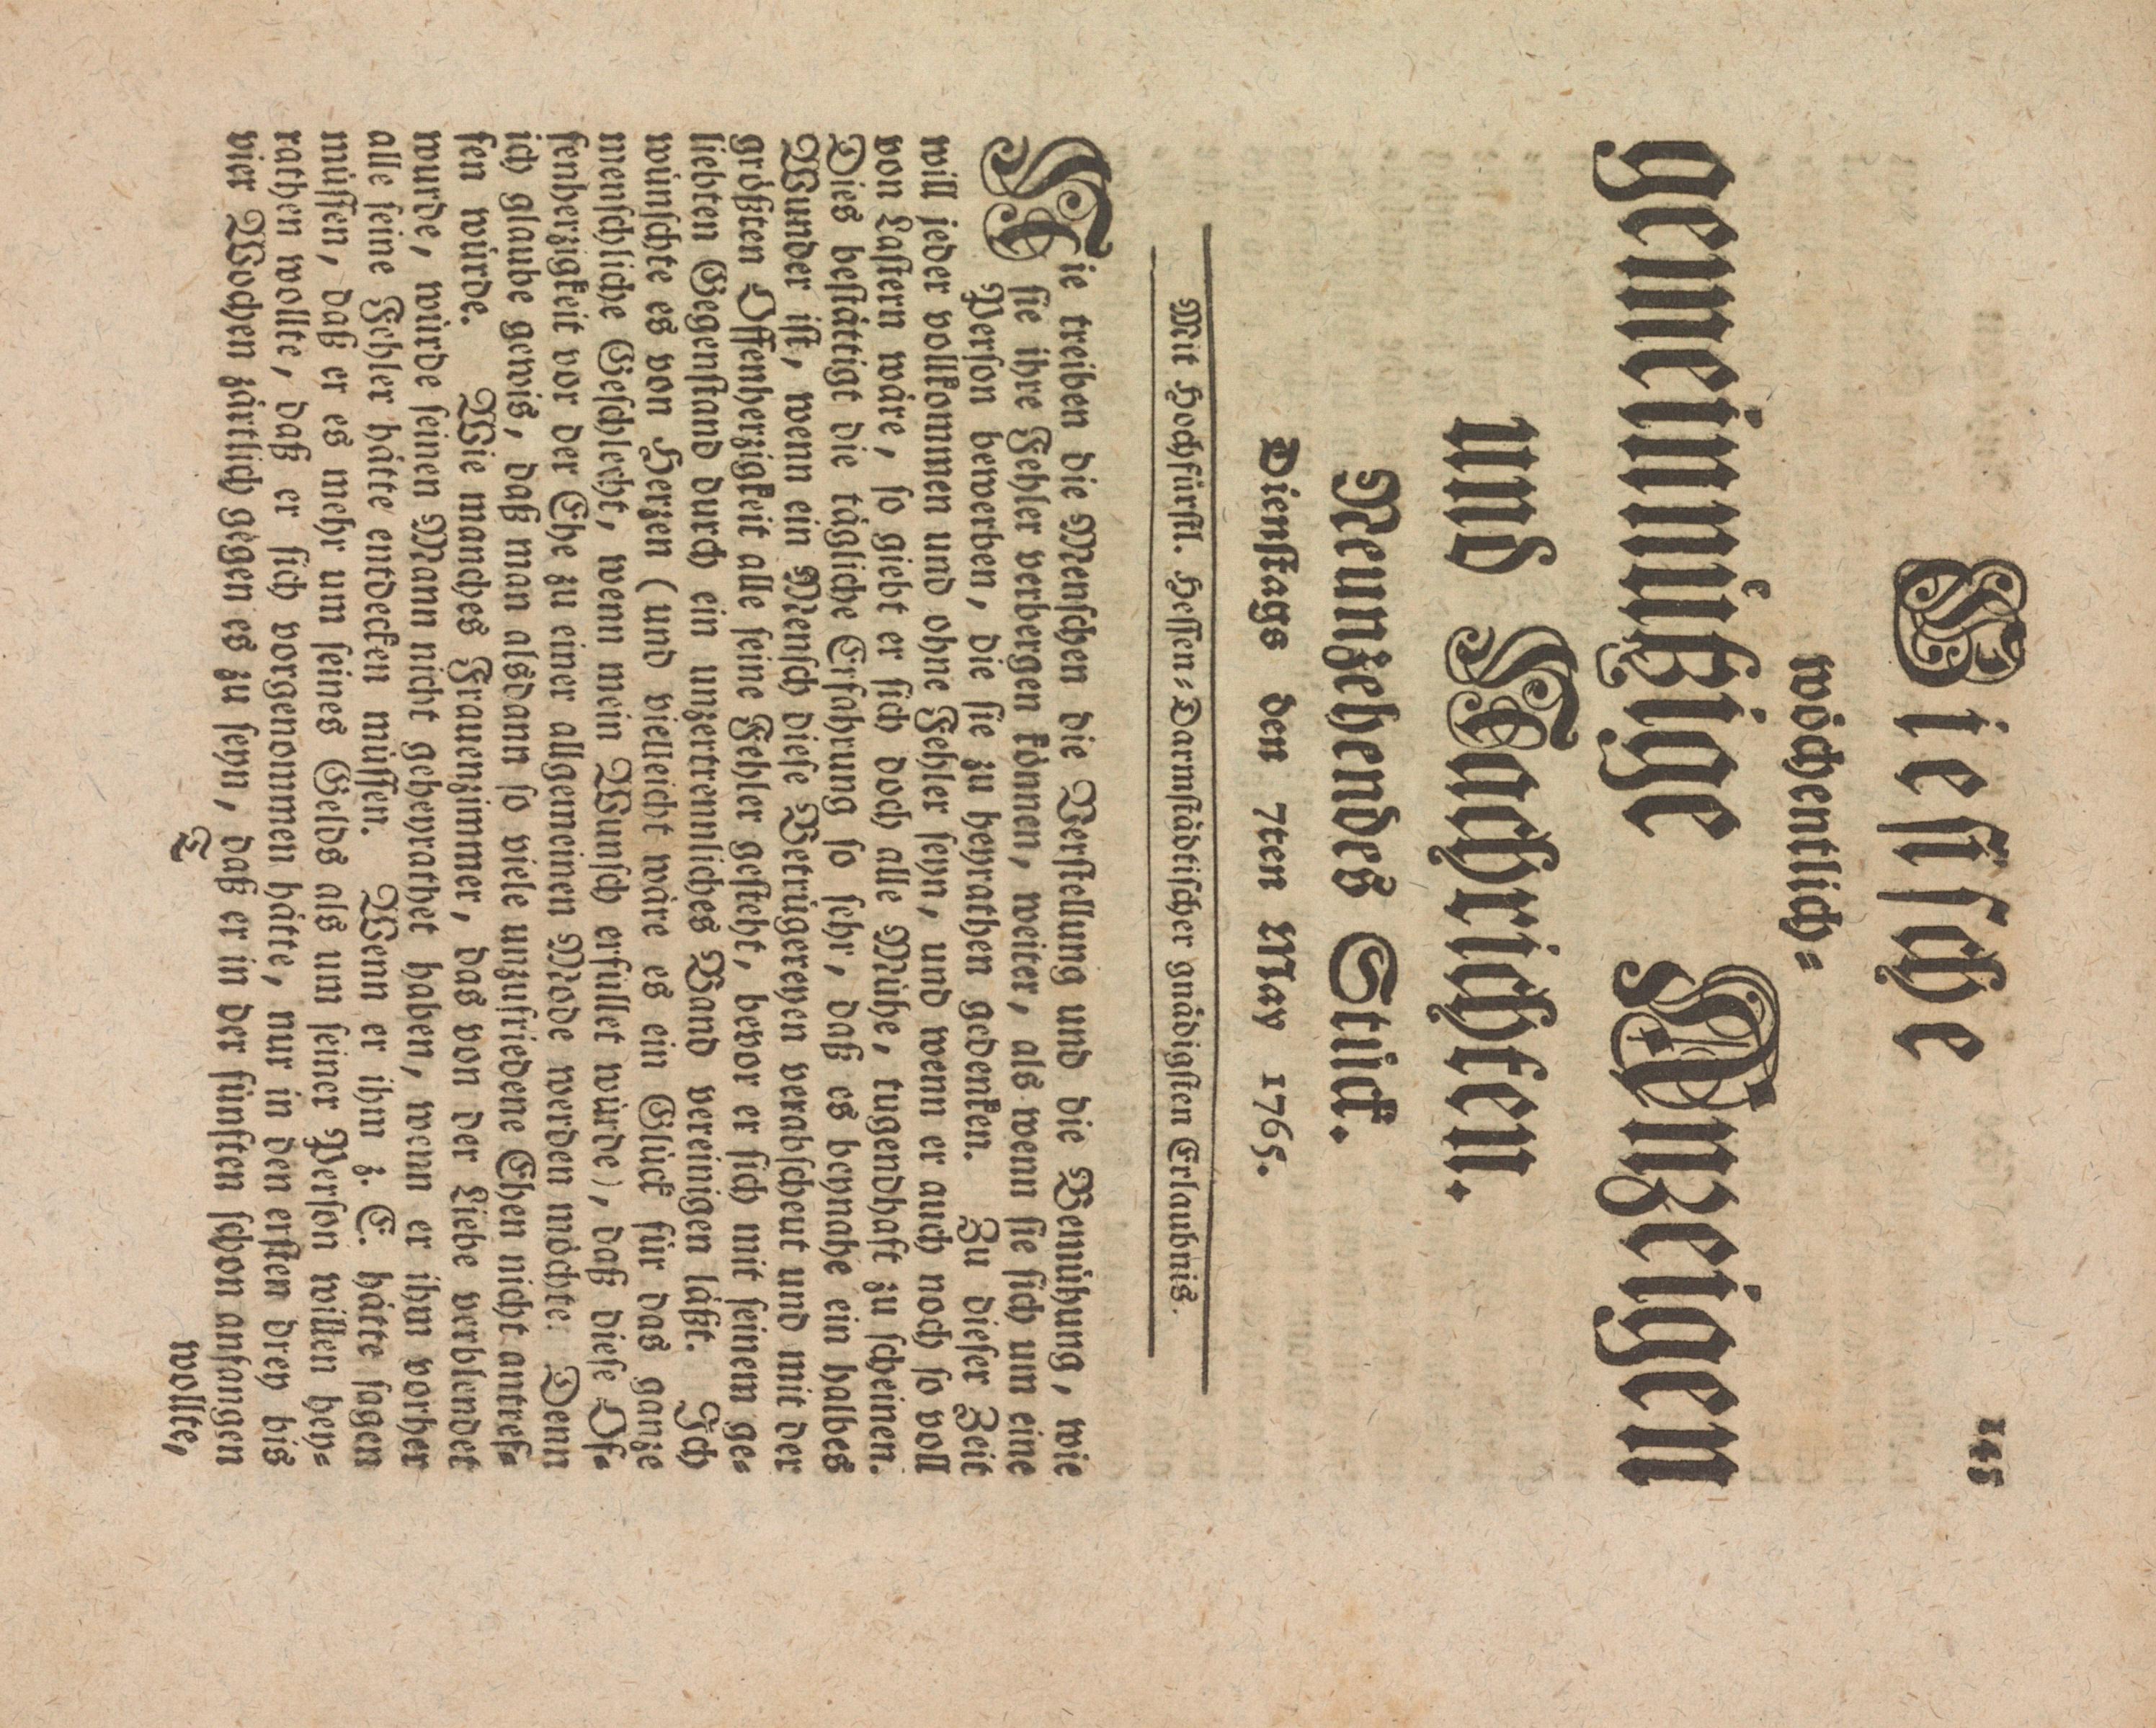 145
Giesische
wöchentlich=
gemeinnützige Anzeigen
und Nachrichten.
Neunzehendes Stück.
Dienstags den 7ten May 1765.
Mit Hochfürstl. Hessen=Darmstädtischer gnädigsten Erlaubnis.
Nie treiben die Menschen die Verstellung und die Bemühung, wie
sie ihre Fehler verbergen können, weiter, als wenn sie sich um eine
Person bewerben, die sie zu heyrathen gedenken. Zu dieser Zeit
will jeder vollkommen und ohne Fehler seyn, und wenn er auch noch so voll
von Lastern wäre, so giebt er sich doch alle Mühe, tugendhaft zu scheinen.
Dies bestättigt die tägliche Erfahrung so sehr, daß es beynahe ein halbes
Wunder ist, wenn ein Mensch diese Betrügereyen verabscheut und mit der
größten Offenherzigkeit alle seine Fehler gesteht, bevor er sich mit seinem ge=
liebten Gegenstand durch ein unzertrennliches Band vereinigen läßt. Ich
wünschte es von Herzen (und vielleicht wäre es ein Glück für das ganze
menschliche Geschlecht, wenn mein Wunsch erfüllet würde), daß diese Of=
fenherzigkeit vor der Ehe zu einer allgemeinen Mode werden möchte: Denn
ich glaube gewis, daß man alsdann so viele unzufriedene Ehen nicht antref=
fen würde. Wie manches Frauenzimmer, das von der Liebe verblendet
wurde, würde seinen Mann nicht geheyrathet haben, wenn er ihm vorher
alle seine Fehler hätte entdecken müssen. Wenn er ihm z. E. hätte sagen
müssen, daß er es mehr um seines Gelds als um seiner Person willen hey=
rathen wollte, daß er sich vorgenommen hätte, nur in den ersten drey bis
vier Wochen zärtlich gegen es zu seyn, daß er in der fünften schon anfangen
T wollte,